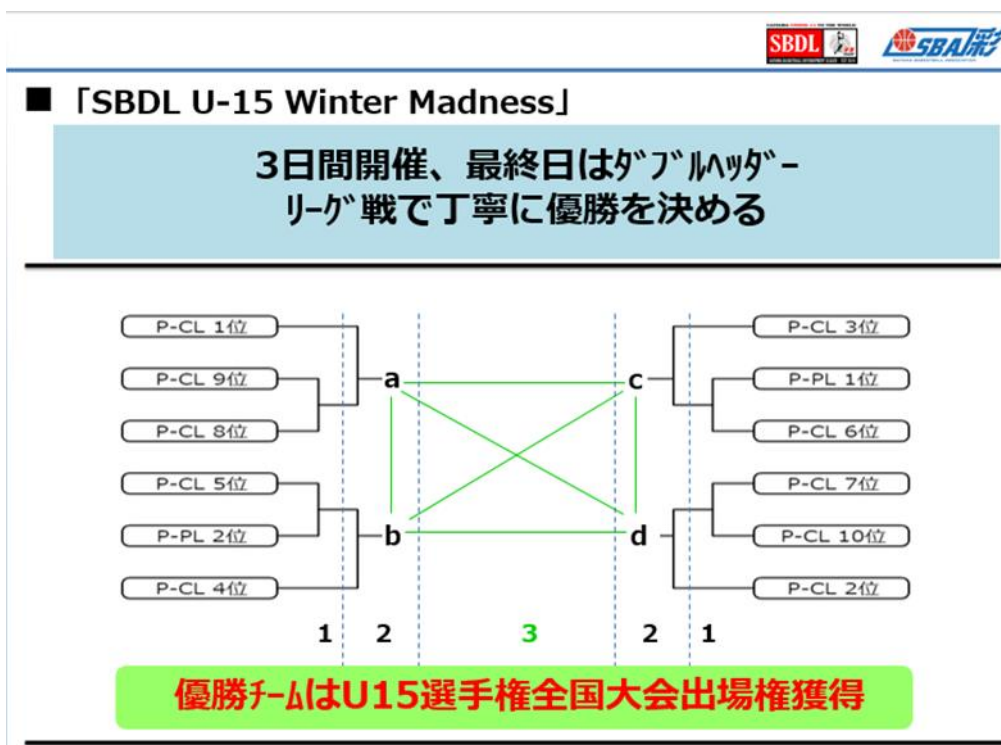 SBDL
SBA彩
■ 「SBDL U-15 Winter Madness」
3日間開催、最終日はﾀﾞﾌﾞﾙﾍｯﾀﾞｰ
ﾘｰｸﾞ戦で丁寧に優勝を決める
P-CL 1位
P-CL 9位
P-CL 8位
P-CL 5位
P-PL 2位
P-CL 4位
a
b
c
d
P-CL 3位
P-PL 1位
P-CL 6位
P-CL 7位
P-CL 10位
P-CL 2位
1 2 3 2 1
優勝ﾁｰﾑはU15選手権全国大会出場権獲得